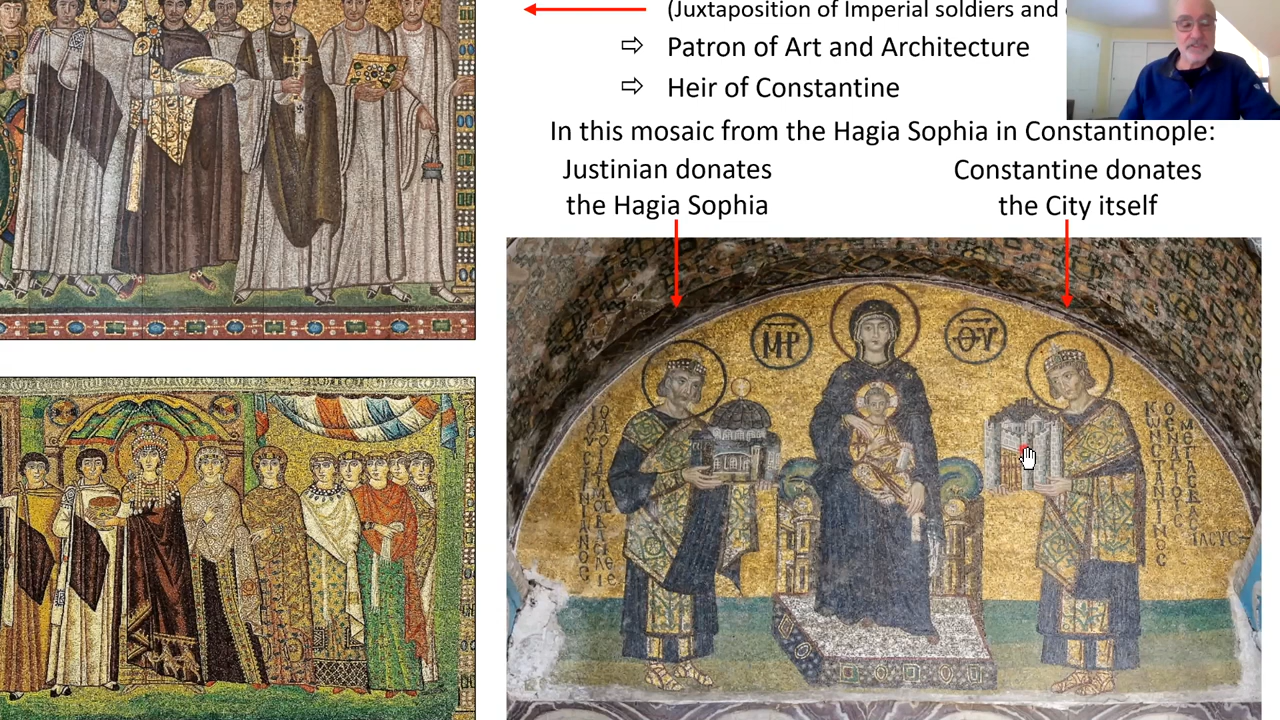 (Juxtaposition of Imperial soldiers and
⇨ Patron of Art and Architecture
⇨ Heir of Constantine
In this mosaic from the Hagia Sophia in Constantinople:
Justinian donates
the Hagia Sophia
Constantine donates
the City itself
ΜΡ
ΘΥ